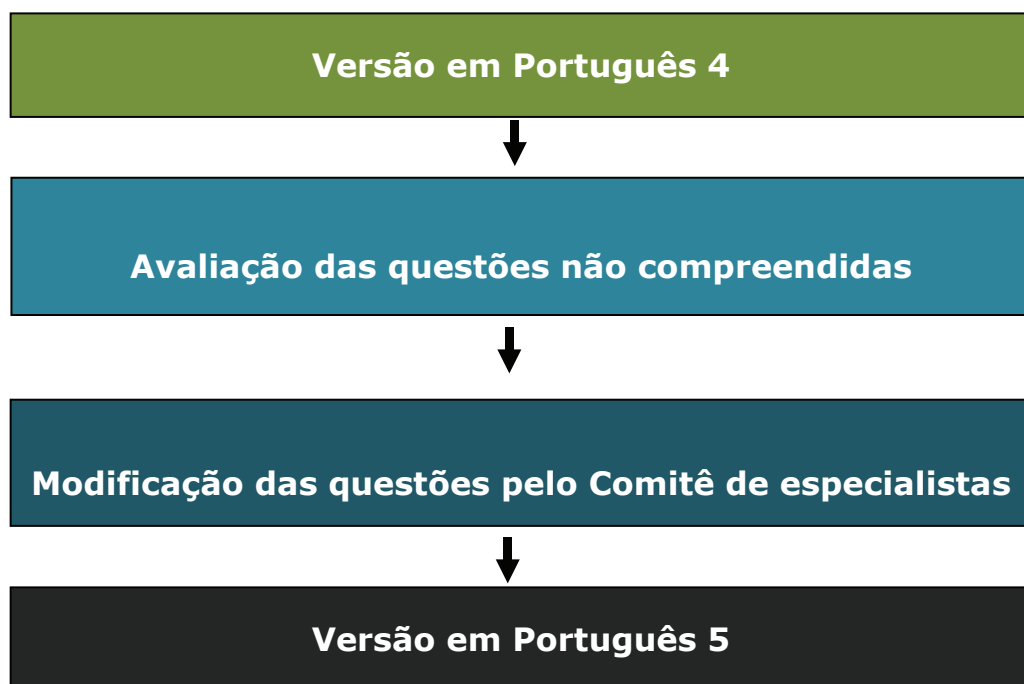 Versão em Português 4
Avaliação das questões não compreendidas
Modificação das questões pelo Comitê de especialistas
Versão em Português 5